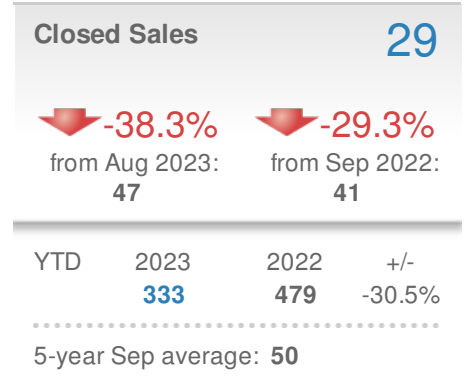 Closed Sales 29
-38.3% -29.3%
from Aug 2023: from Sep 2022:
47 41
YTD 2023 2022 +/-
333 479 -30.5%
5-year Sep average: 50